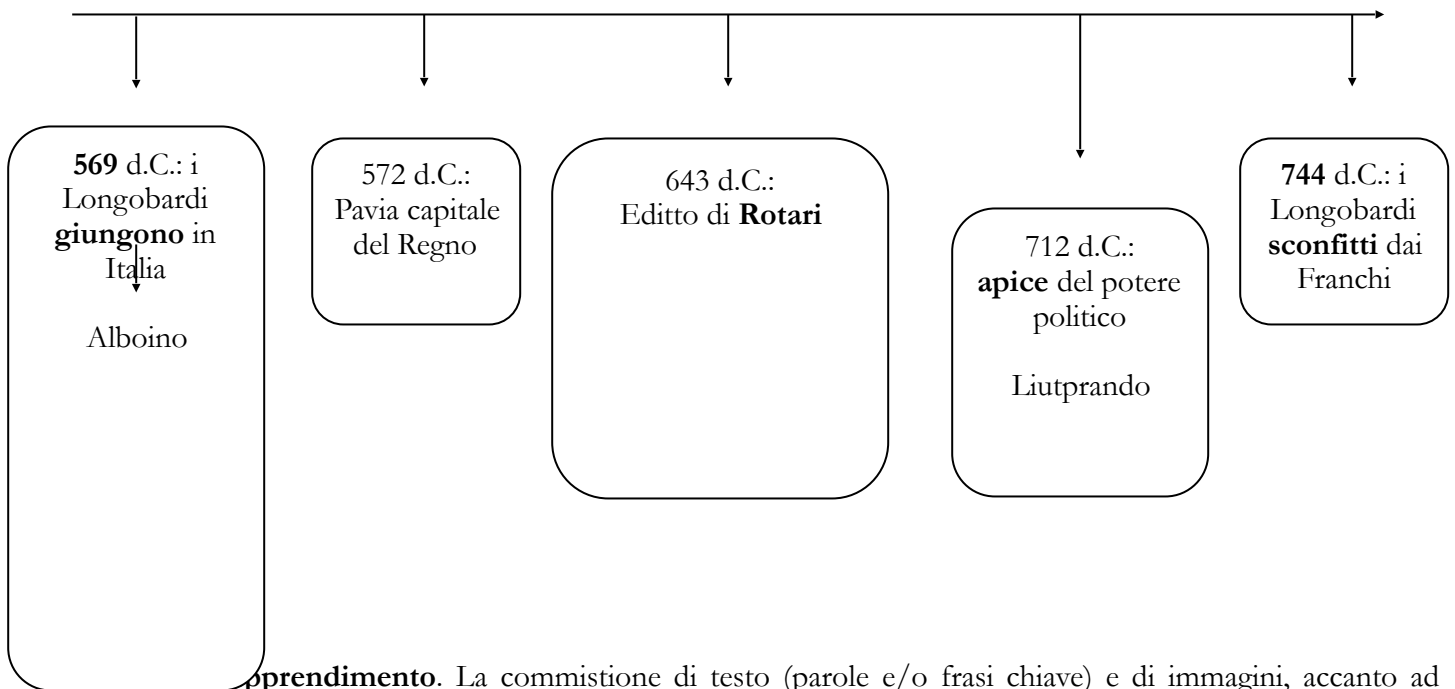 569 d.C.: i
Longobardi
giungono in
Italia
Alboino
572 d.C.:
Pavia capitale
del Regno
643 d.C.:
Editto di Rotari
712 d.C.:
apice del potere
politico
Liutprando
744 d.C.: i
Longobardi
sconfitti dai
Franchi
pprendimento. La commistione di testo (parole e/o frasi chiave) e di immagini, accanto ad